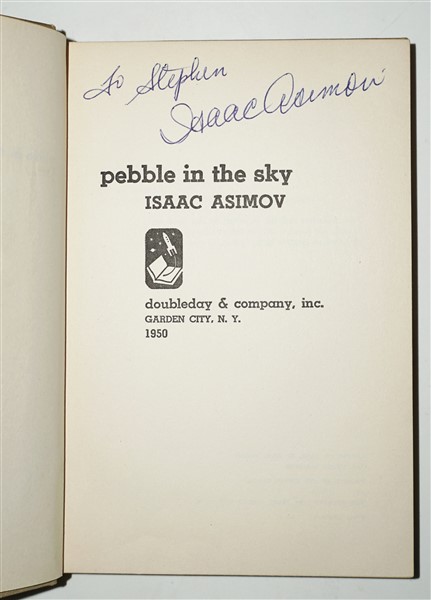 To Stephen
Isaac Asimov
pebble in the sky
ISAAC ASIMOV
doubleday & company, inc.
GARDEN CITY, N. Y.
1950